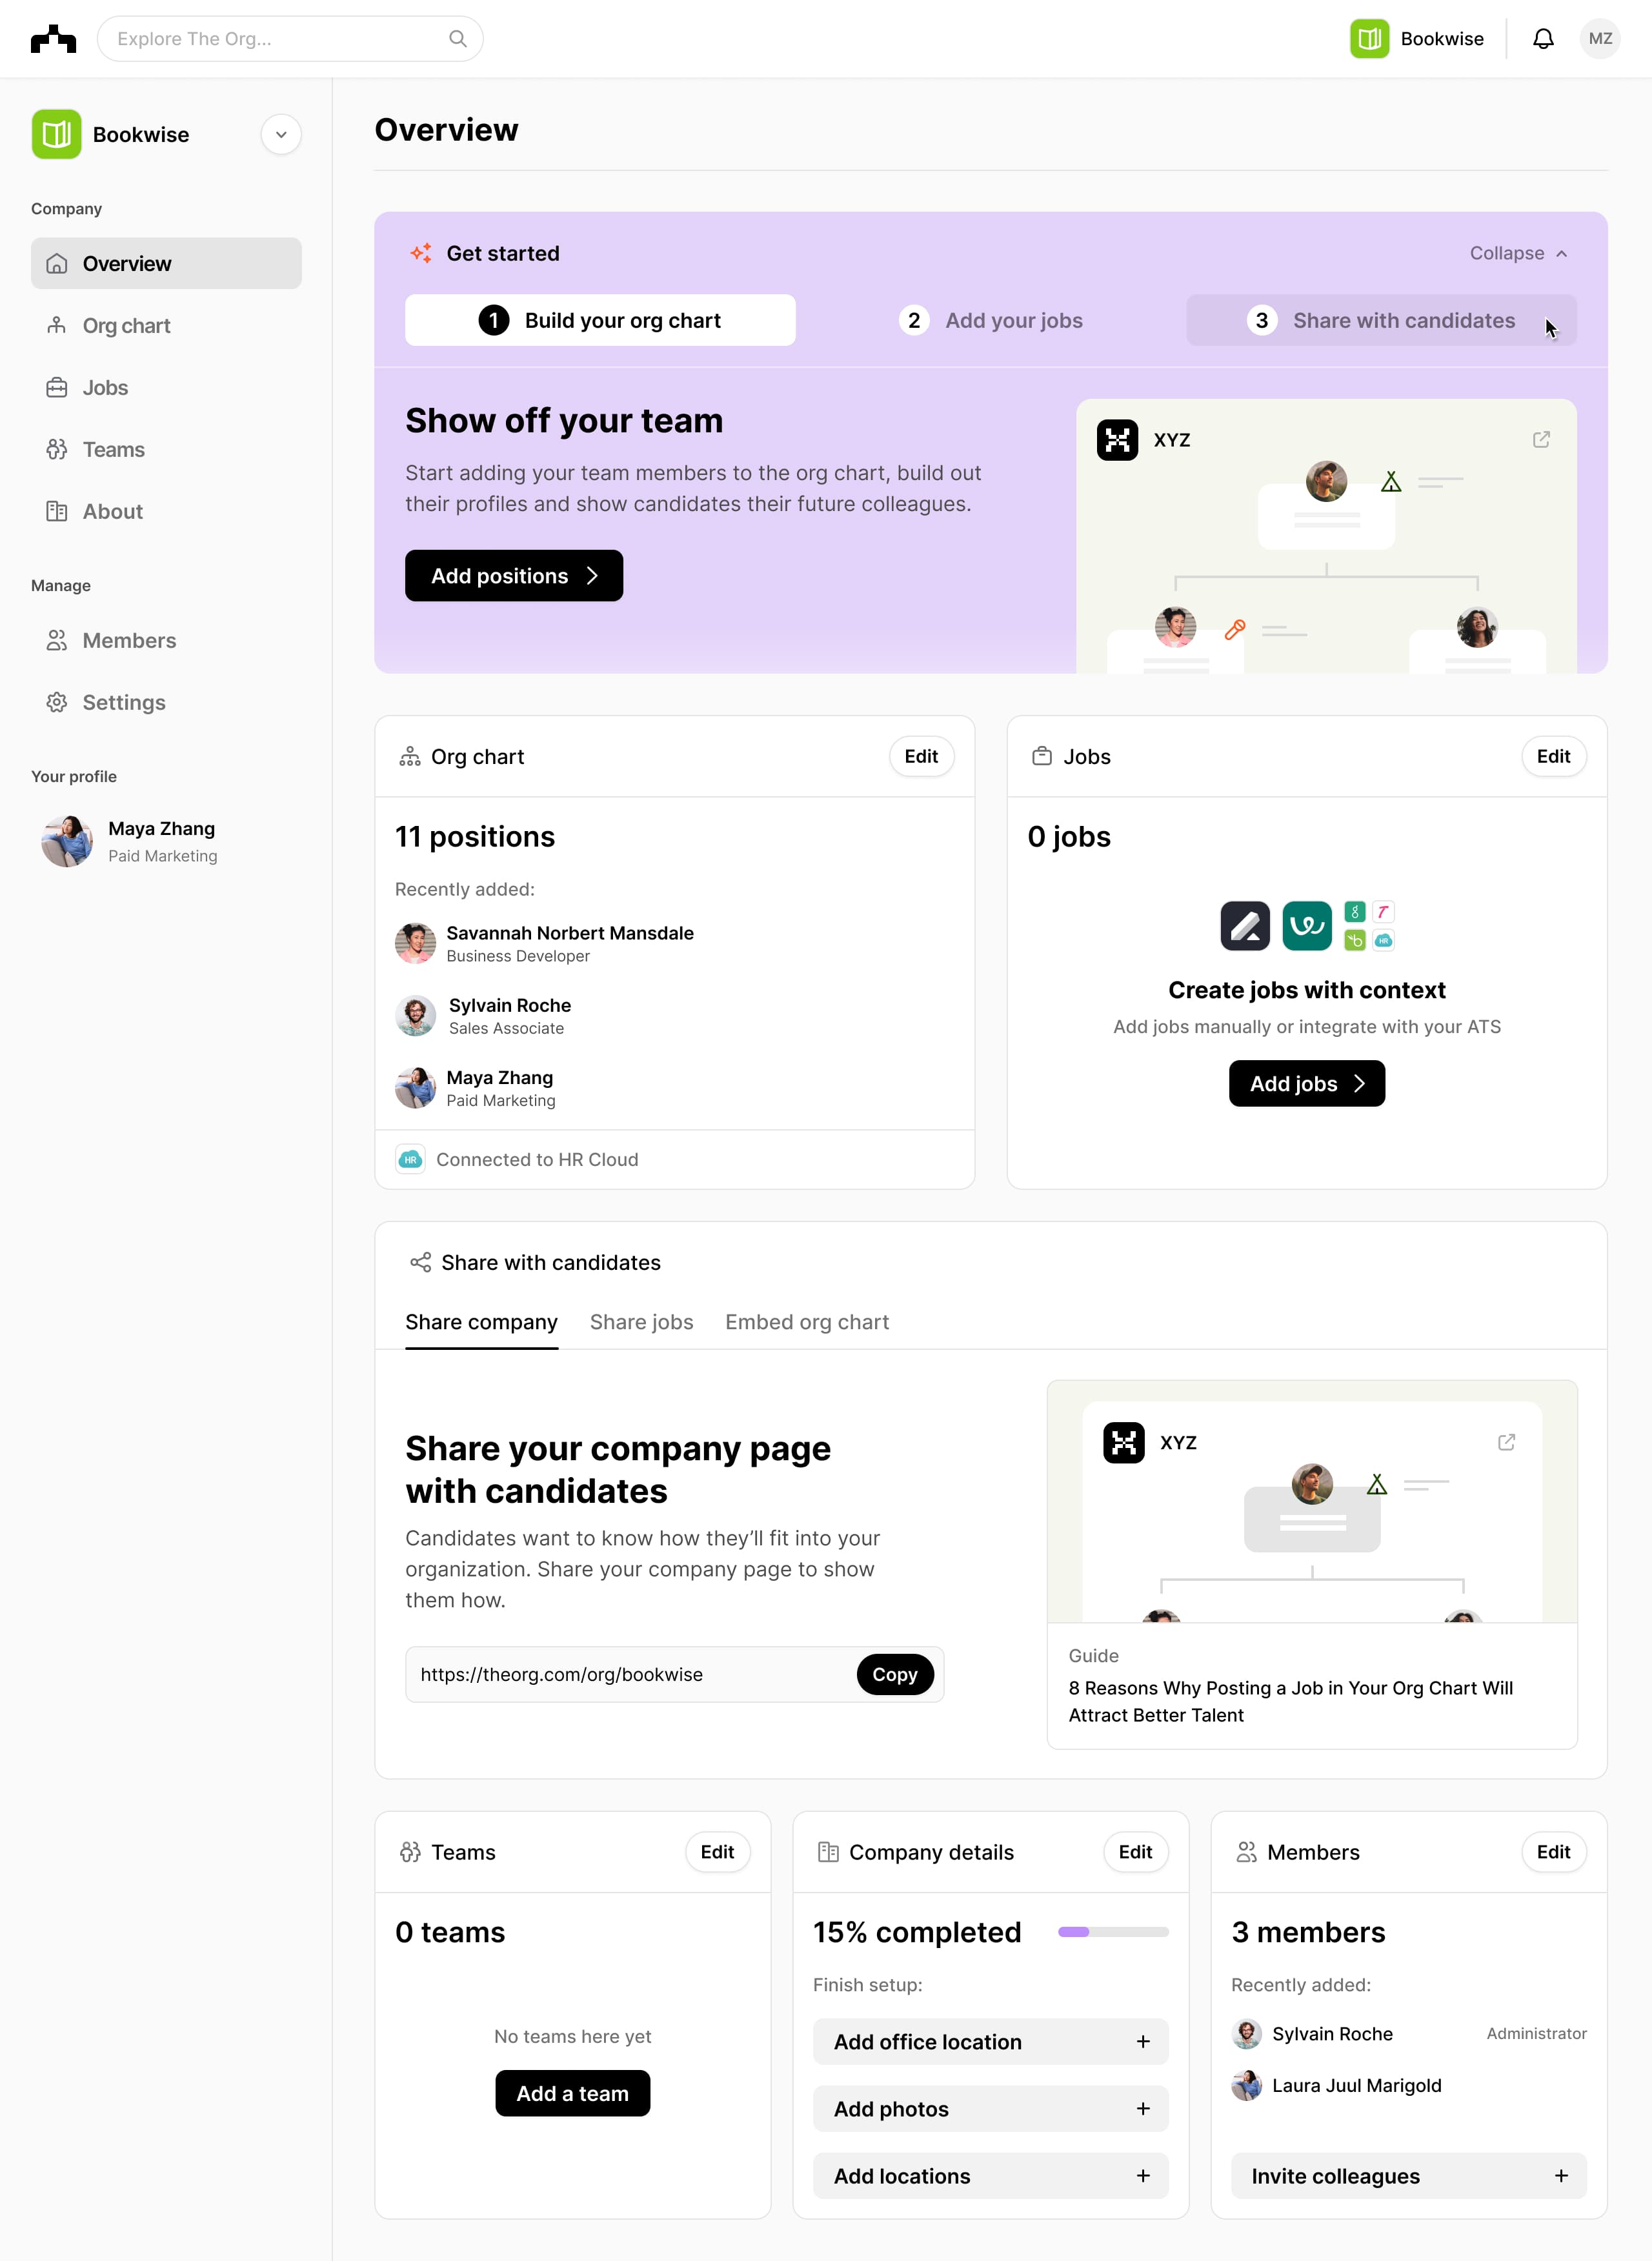 Explore The Org...
Bookwise
MZ
Bookwise
Company
Overview
Org chart
Jobs
Teams
About
Manage
Members
Settings
Your profile
Maya Zhang
Paid Marketing
Overview
Get started
Collapse
1 Build your org chart
2 Add your jobs
3 Share with candidates
Show off your team
Start adding your team members to the org chart, build out
their profiles and show candidates their future colleagues.
Add positions
XYZ
Org chart
Edit
11 positions
Recently added:
Savannah Norbert Mansdale
Business Developer
Sylvain Roche
Sales Associate
Maya Zhang
Paid Marketing
HR
Connected to HR Cloud
Jobs
Edit
0 jobs
HR
Create jobs with context
Add jobs manually or integrate with your ATS
Add jobs
Share with candidates
Share company
Share jobs
Embed org chart
Share your company page
with candidates
Candidates want to know how they’ll fit into your
organization. Share your company page to show
them how.
https://theorg.com/org/bookwise
Copy
XYZ
Guide
8 Reasons Why Posting a Job in Your Org Chart Will
Attract Better Talent
Teams
Edit
0 teams
No teams here yet
Add a team
Company details
Edit
15% completed
Finish setup:
Add office location +
Add photos +
Add locations +
Members
Edit
3 members
Recently added:
Sylvain Roche
Administrator
Laura Juul Marigold
Invite colleagues +